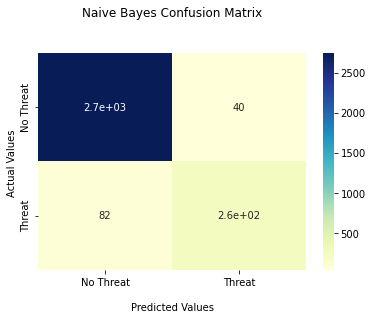 Naive Bayes Confusion Matrix
Actual Values
No Threat
Threat
2.7e+03
40
82
2.6e+02
No Threat
Threat
Predicted Values
2500
2000
1500
1000
500